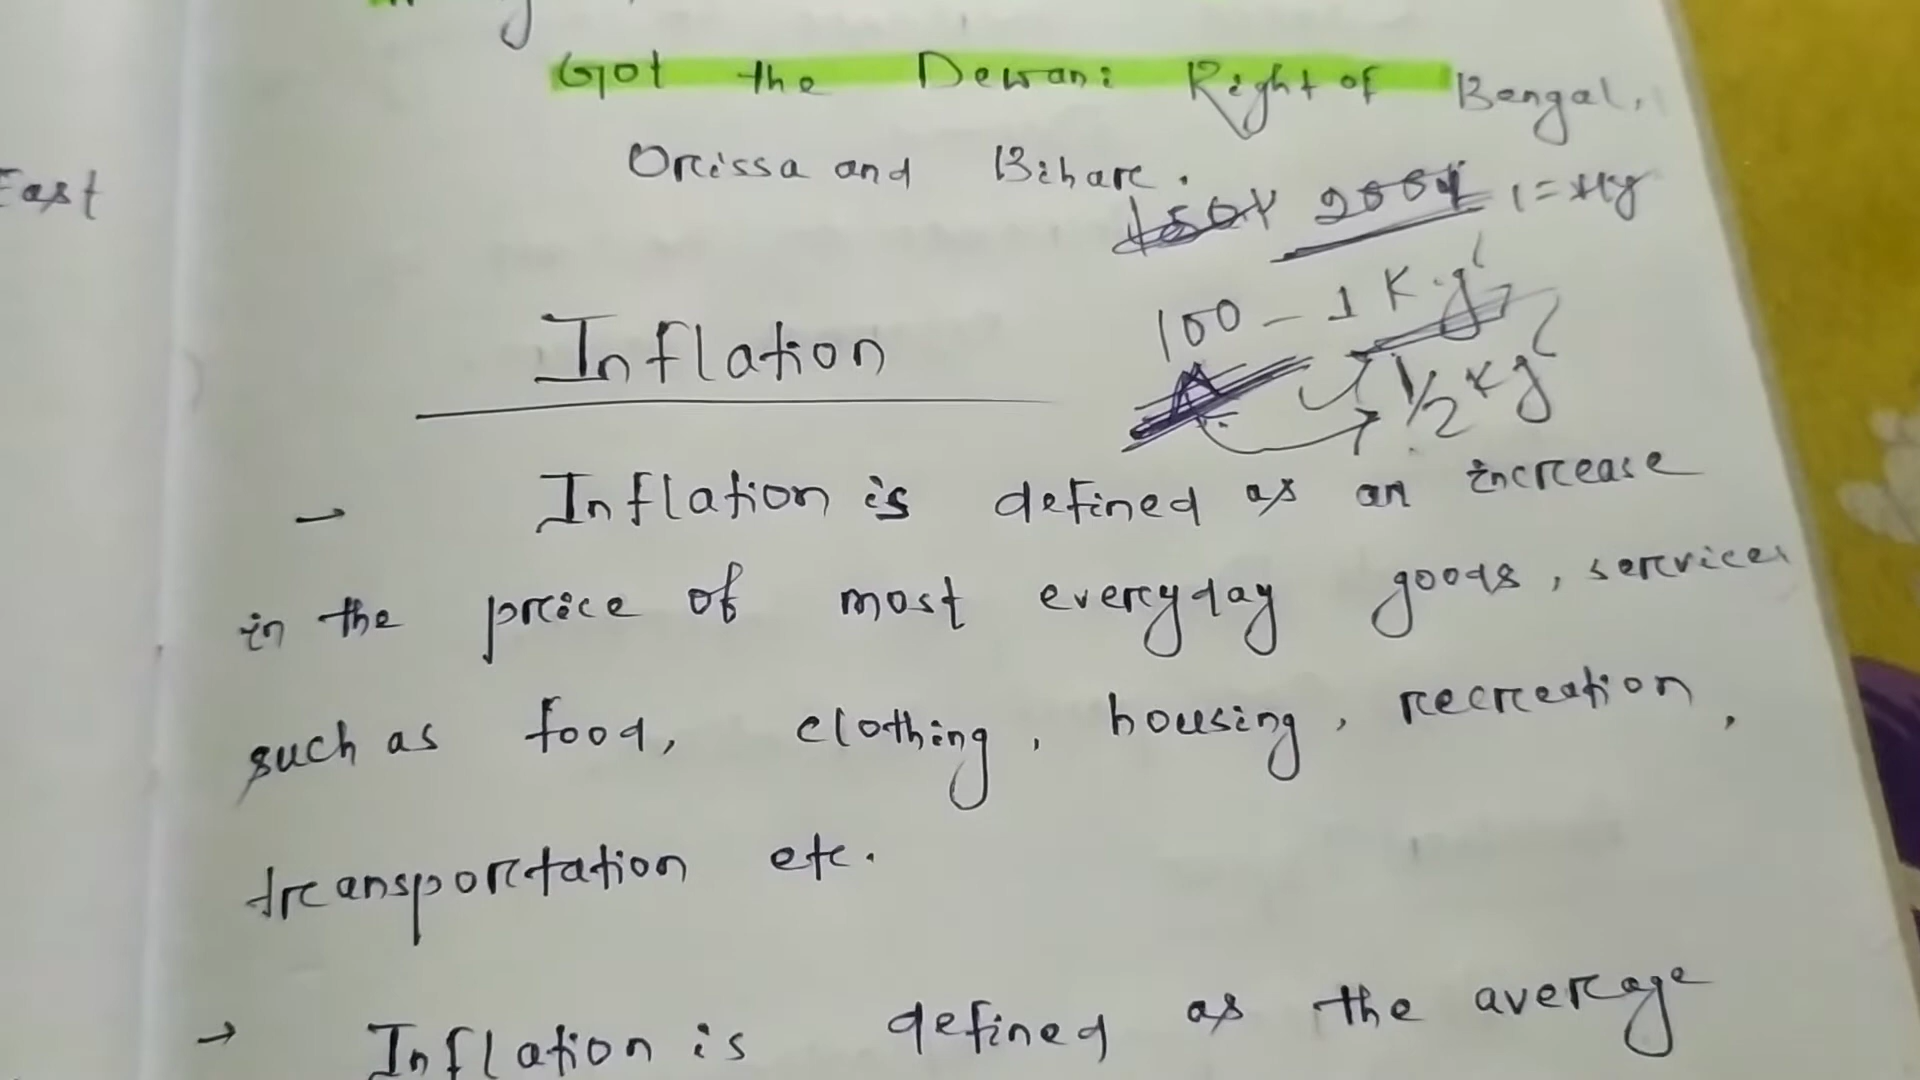 Got the Dewani Right of Bengal,
Orissa and Bihar.
East
100 - 1 Kg
1/2 Kg
Inflation
→ Inflation is defined as an increase
in the price of most everyday goods, services
such as food, clothing, housing, recreation,
transportation etc.
→ Inflation is defined as the average